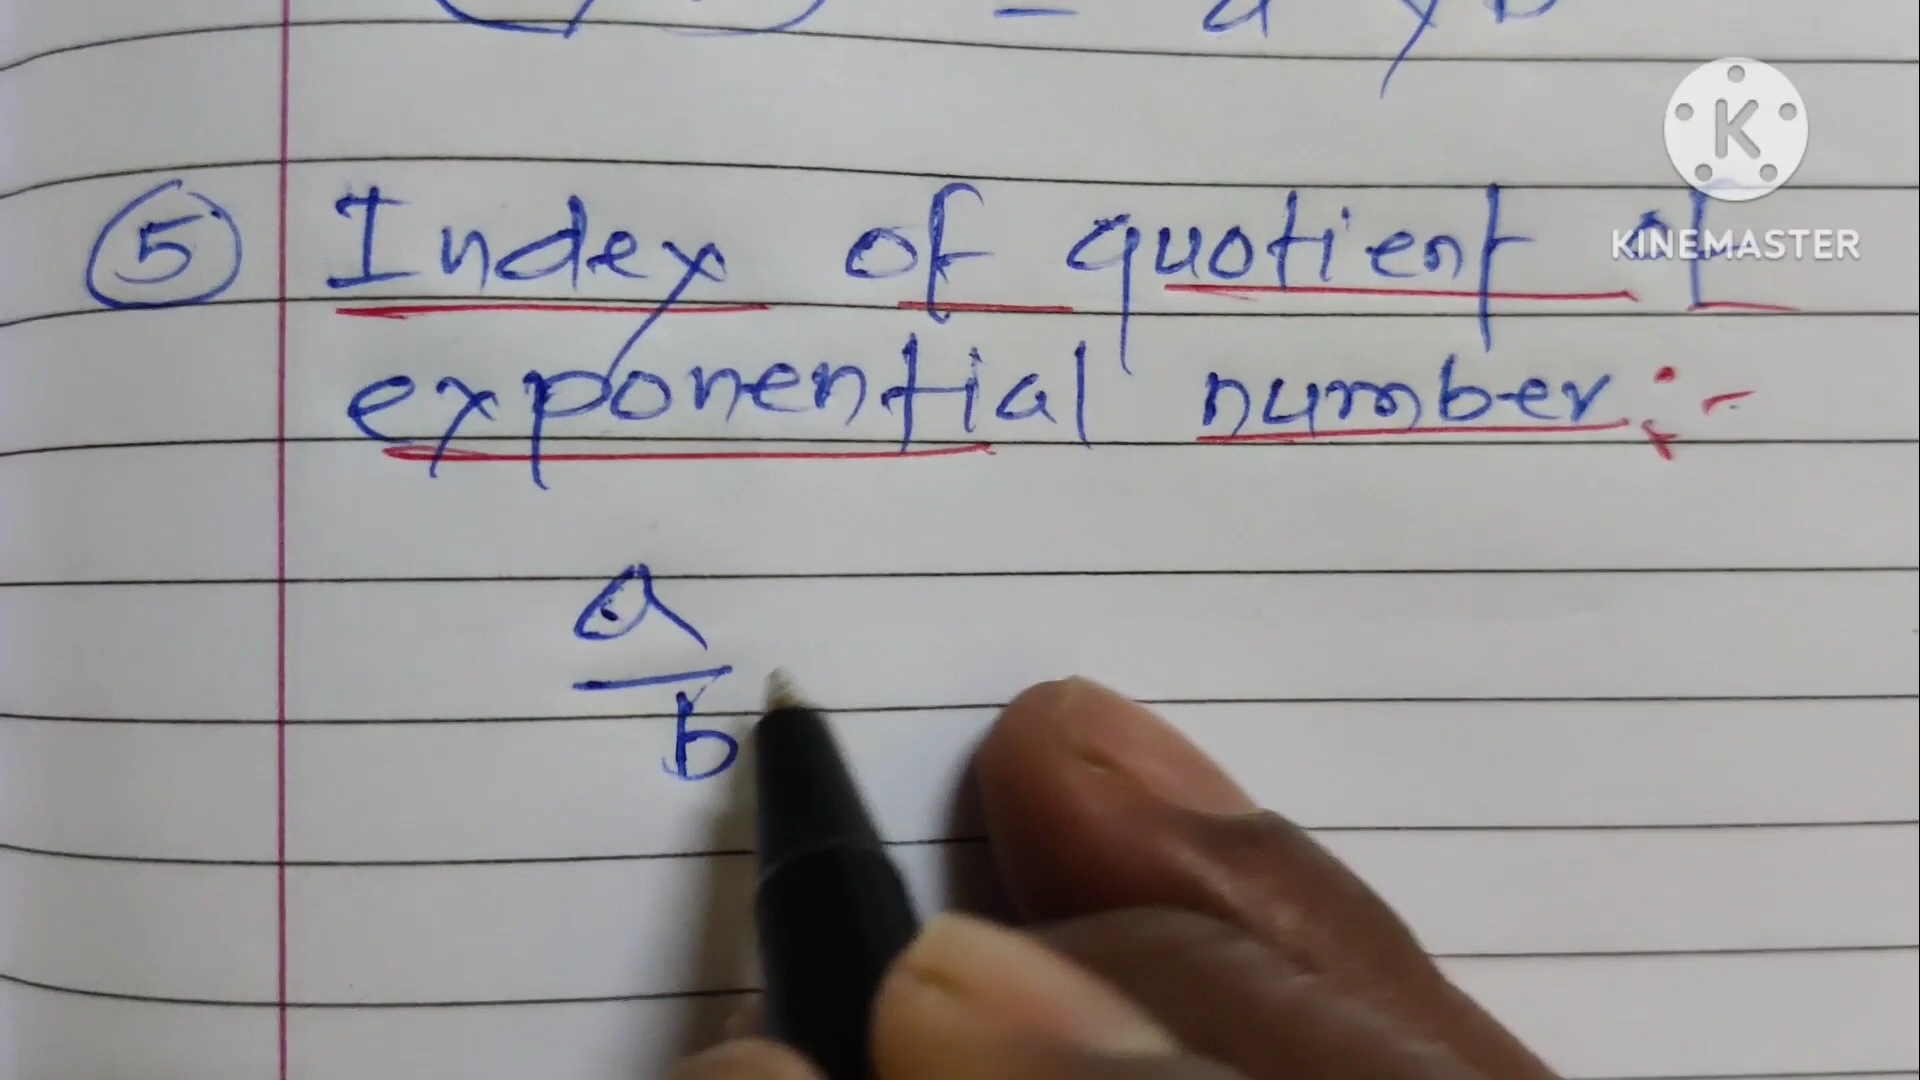 ⑤ Index of quotient of
exponential number :-
a
b
K
KINEMASTER